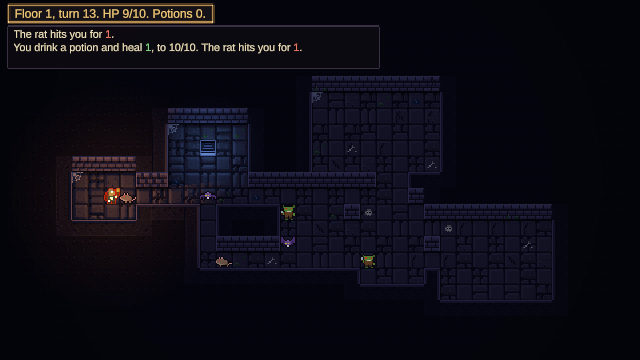 Floor 1, turn 13. HP 9/10. Potions 0.
The rat hits you for 1.
You drink a potion and heal 1, to 10/10. The rat hits you for 1.